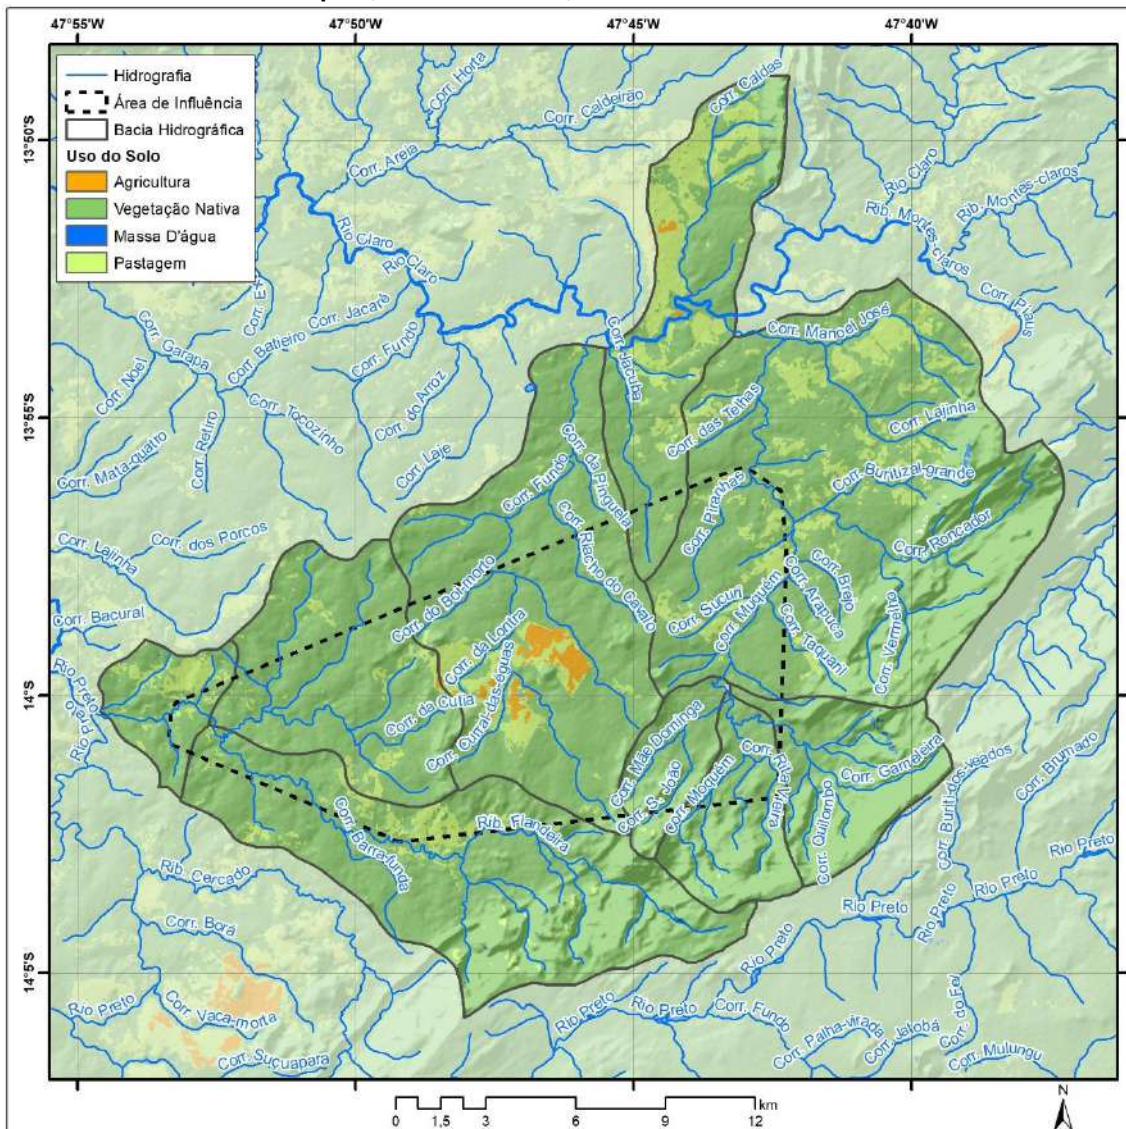 47°55'W
47°50'W
47°45'W
47°40'W
13°50'S
13°55'S
14°S
14°5'S
Hidrografia
Área de Influência
Bacia Hidrográfica
Uso do Solo
Agricultura
Vegetação Nativa
Massa D'água
Pastagem
Corr. Horta
Corr. Caldas
Corr. Caldeirão
Corr. Areia
Rio Claro
Rib. Montes-claros
Rib. Montes-claros
Rio Claro
Rio Claro
Corr. Jacaré
Corr. Batieiro
Corr. Garapa
Corr. Noel
Corr. Fundo
Corr. do Arroz
Corr. Jacuba
Corr. Manoel José
Corr. Tocozinho
Corr. Retiro
Corr. Mata-quatro
Corr. Laje
Corr. das Telhas
Corr. Lajinha
Corr. Fundo
Corr. da Pinguela
Corr. Piranhas
Corr. Buritizal-grande
Corr. Roncador
Corr. dos Porcos
Corr. Lajinha
Corr. Riacho do Cavalo
Corr. Brejo
Corr. Arapuca
Corr. Sucuri
Corr. Muquém
Corr. Taquaril
Corr. Vermelho
Corr. do Boi-morto
Corr. Bacural
Corr. da Lontra
Corr. da Cutia
Corr. Curral-das-éguas
Rio Preto
Rio Preto
Corr. Mãe Dominga
Corr. S. João
Corr. Moquém
Corr. Rita Vieira
Corr. Gameleira
Corr. Quilombo
Corr. Buriti-dos-veados
Corr. Brumado
Rib. Flandeira
Corr. Barra-funda
Rib. Cercado
Corr. Borá
Rio Preto
Rio Preto
Rio Preto
Rio Preto
Rio Preto
Rio Preto
Corr. Vaca-morta
Rio Preto
Rio Preto
Corr. Fundo
Corr. Palha-virada
Corr. Jatobá
Corr. Mulungu
Corr. Suçuapara
N
km
0 1,5 3 6 9 12